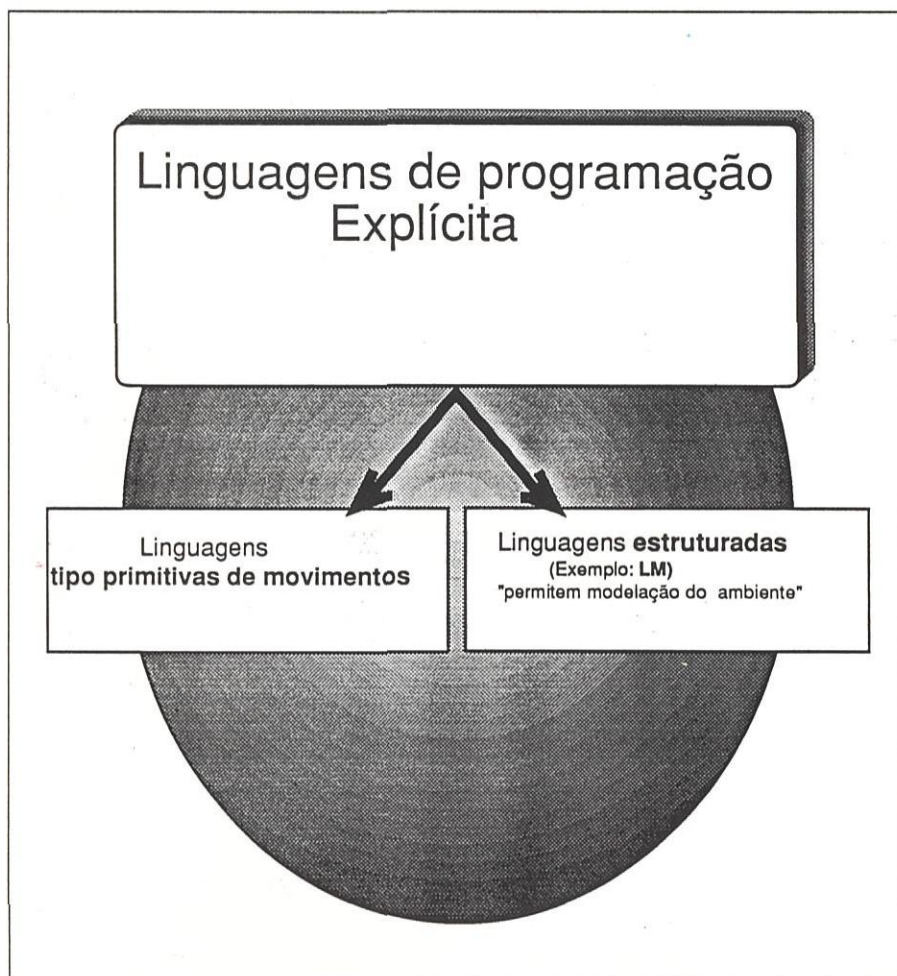 Linguagens de programação
Explícita
Linguagens
tipo primitivas de movimentos
Linguagens estruturadas
(Exemplo: LM)
"permitem modelação do ambiente"